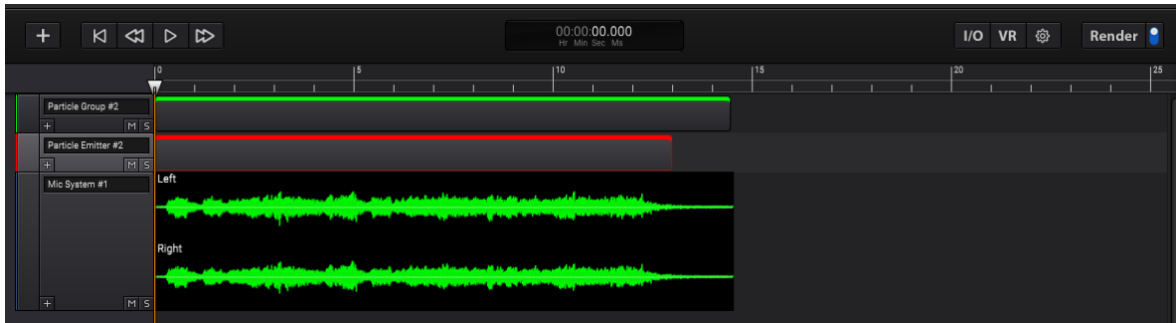 00:00:00.000
Hr Min Sec Ms
I/O VR
Render
0 5 10 15 20 25
Particle Group #2
+ M S
Particle Emitter #2
+ M S
Mic System #1
Left
Right
+ M S